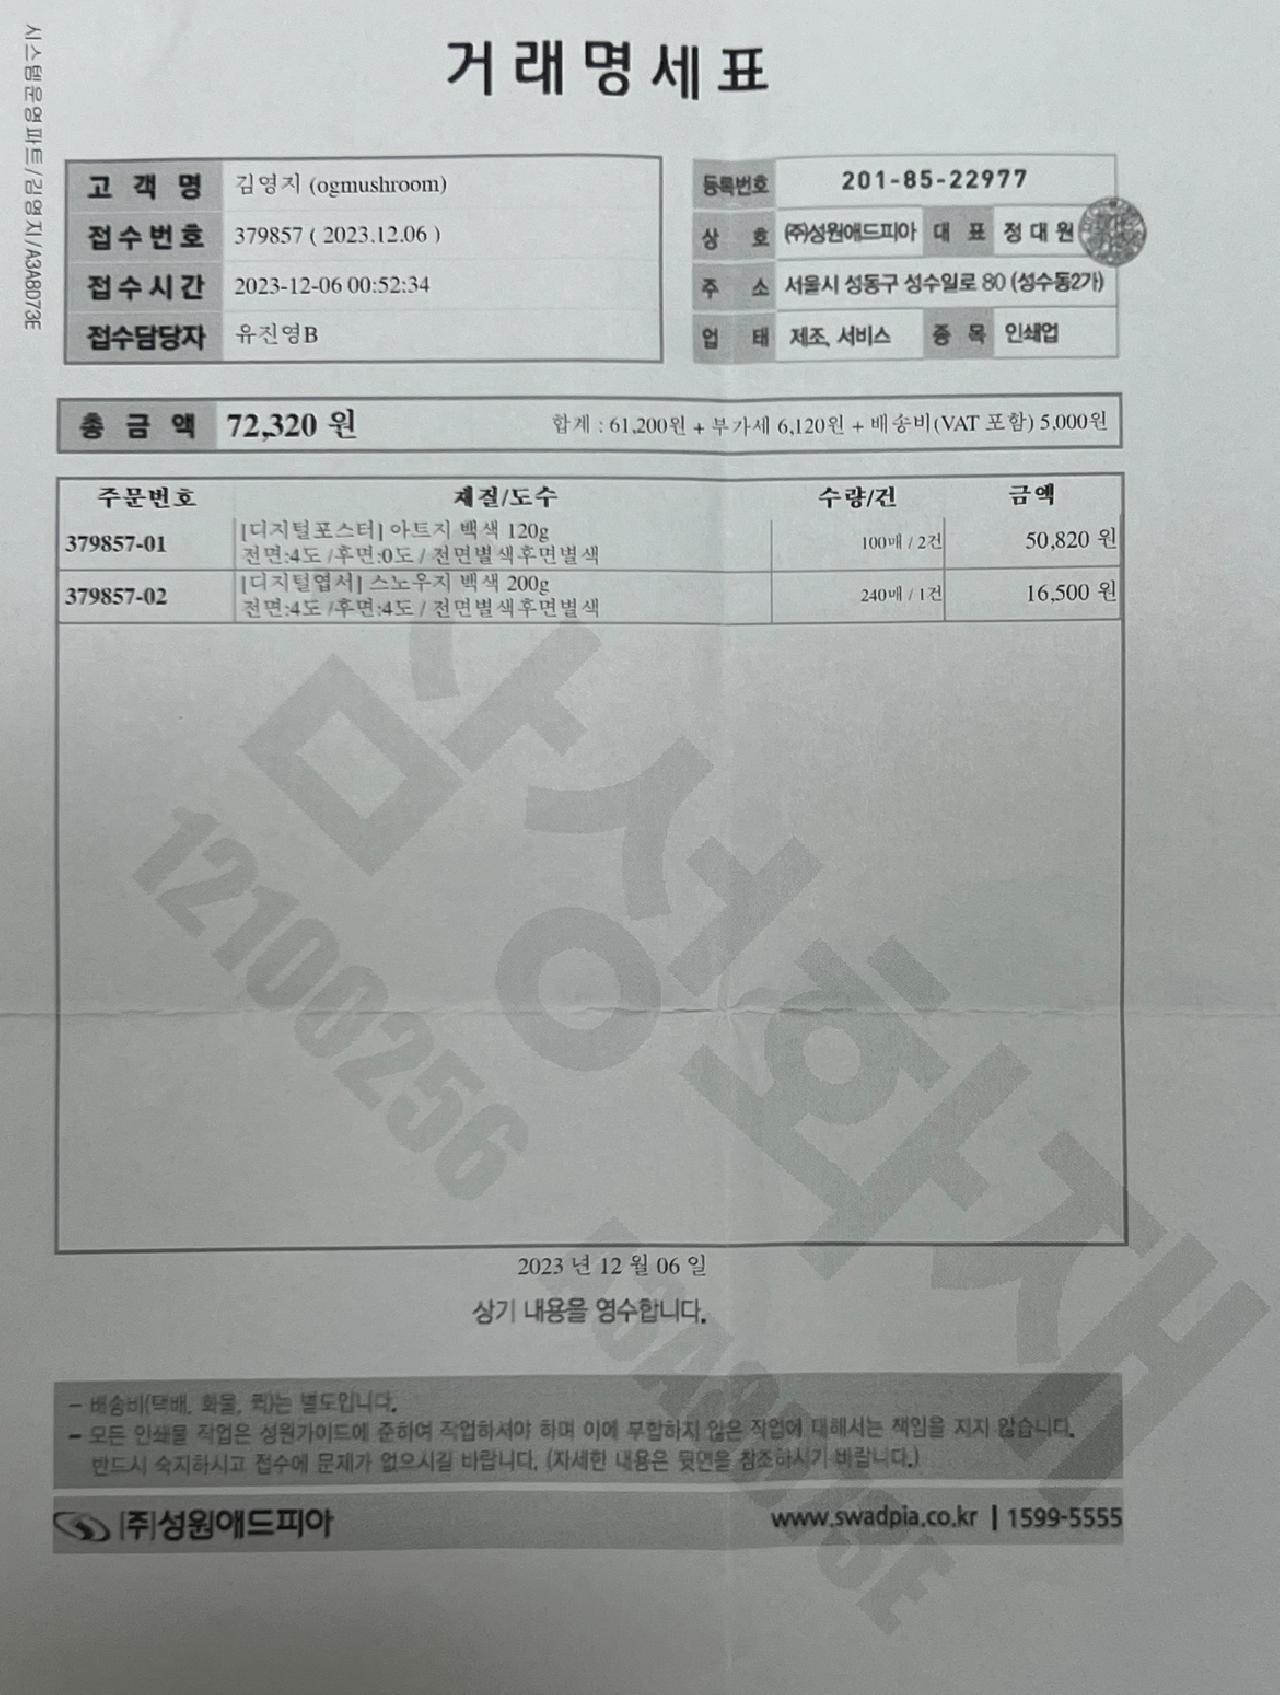 시스템운영파트/김영지/A3A8073E
거래명세표
고객명 김영지 (ogmushroom)
접수번호 379857 ( 2023.12.06 )
접수시간 2023-12-06 00:52:34
접수담당자 유진영B
등록번호 201-85-22977
상호 (주)성원애드피아 대표 정대원
주소 서울시 성동구 성수일로 80 (성수동2가)
업태 제조, 서비스 종목 인쇄업
총금액 72,320 원 합계 : 61,200원 + 부가세 6,120원 + 배송비(VAT 포함) 5,000원
주문번호 재질/도수 수량/건 금액
379857-01 [디지털포스터] 아트지 백색 120g 100매 / 2건 50,820 원
전면:4도 /후면:0도 / 전면별색후면별색
379857-02 [디지털엽서] 스노우지 백색 200g 240매 / 1건 16,500 원
전면:4도 /후면:4도 / 전면별색후면별색
삼성화재
12100256
A3A8073E
2023 년 12 월 06 일
상기 내용을 영수합니다.
- 배송비(택배, 화물, 퀵)는 별도입니다.
- 모든 인쇄물 작업은 성원가이드에 준하여 작업하셔야 하며 이에 부합하지 않은 작업에 대해서는 책임을 지지 않습니다.
반드시 숙지하시고 접수에 문제가 없으시길 바랍니다. (자세한 내용은 뒷면을 참조하시기 바랍니다.)
(주)성원애드피아
www.swadpia.co.kr | 1599-5555